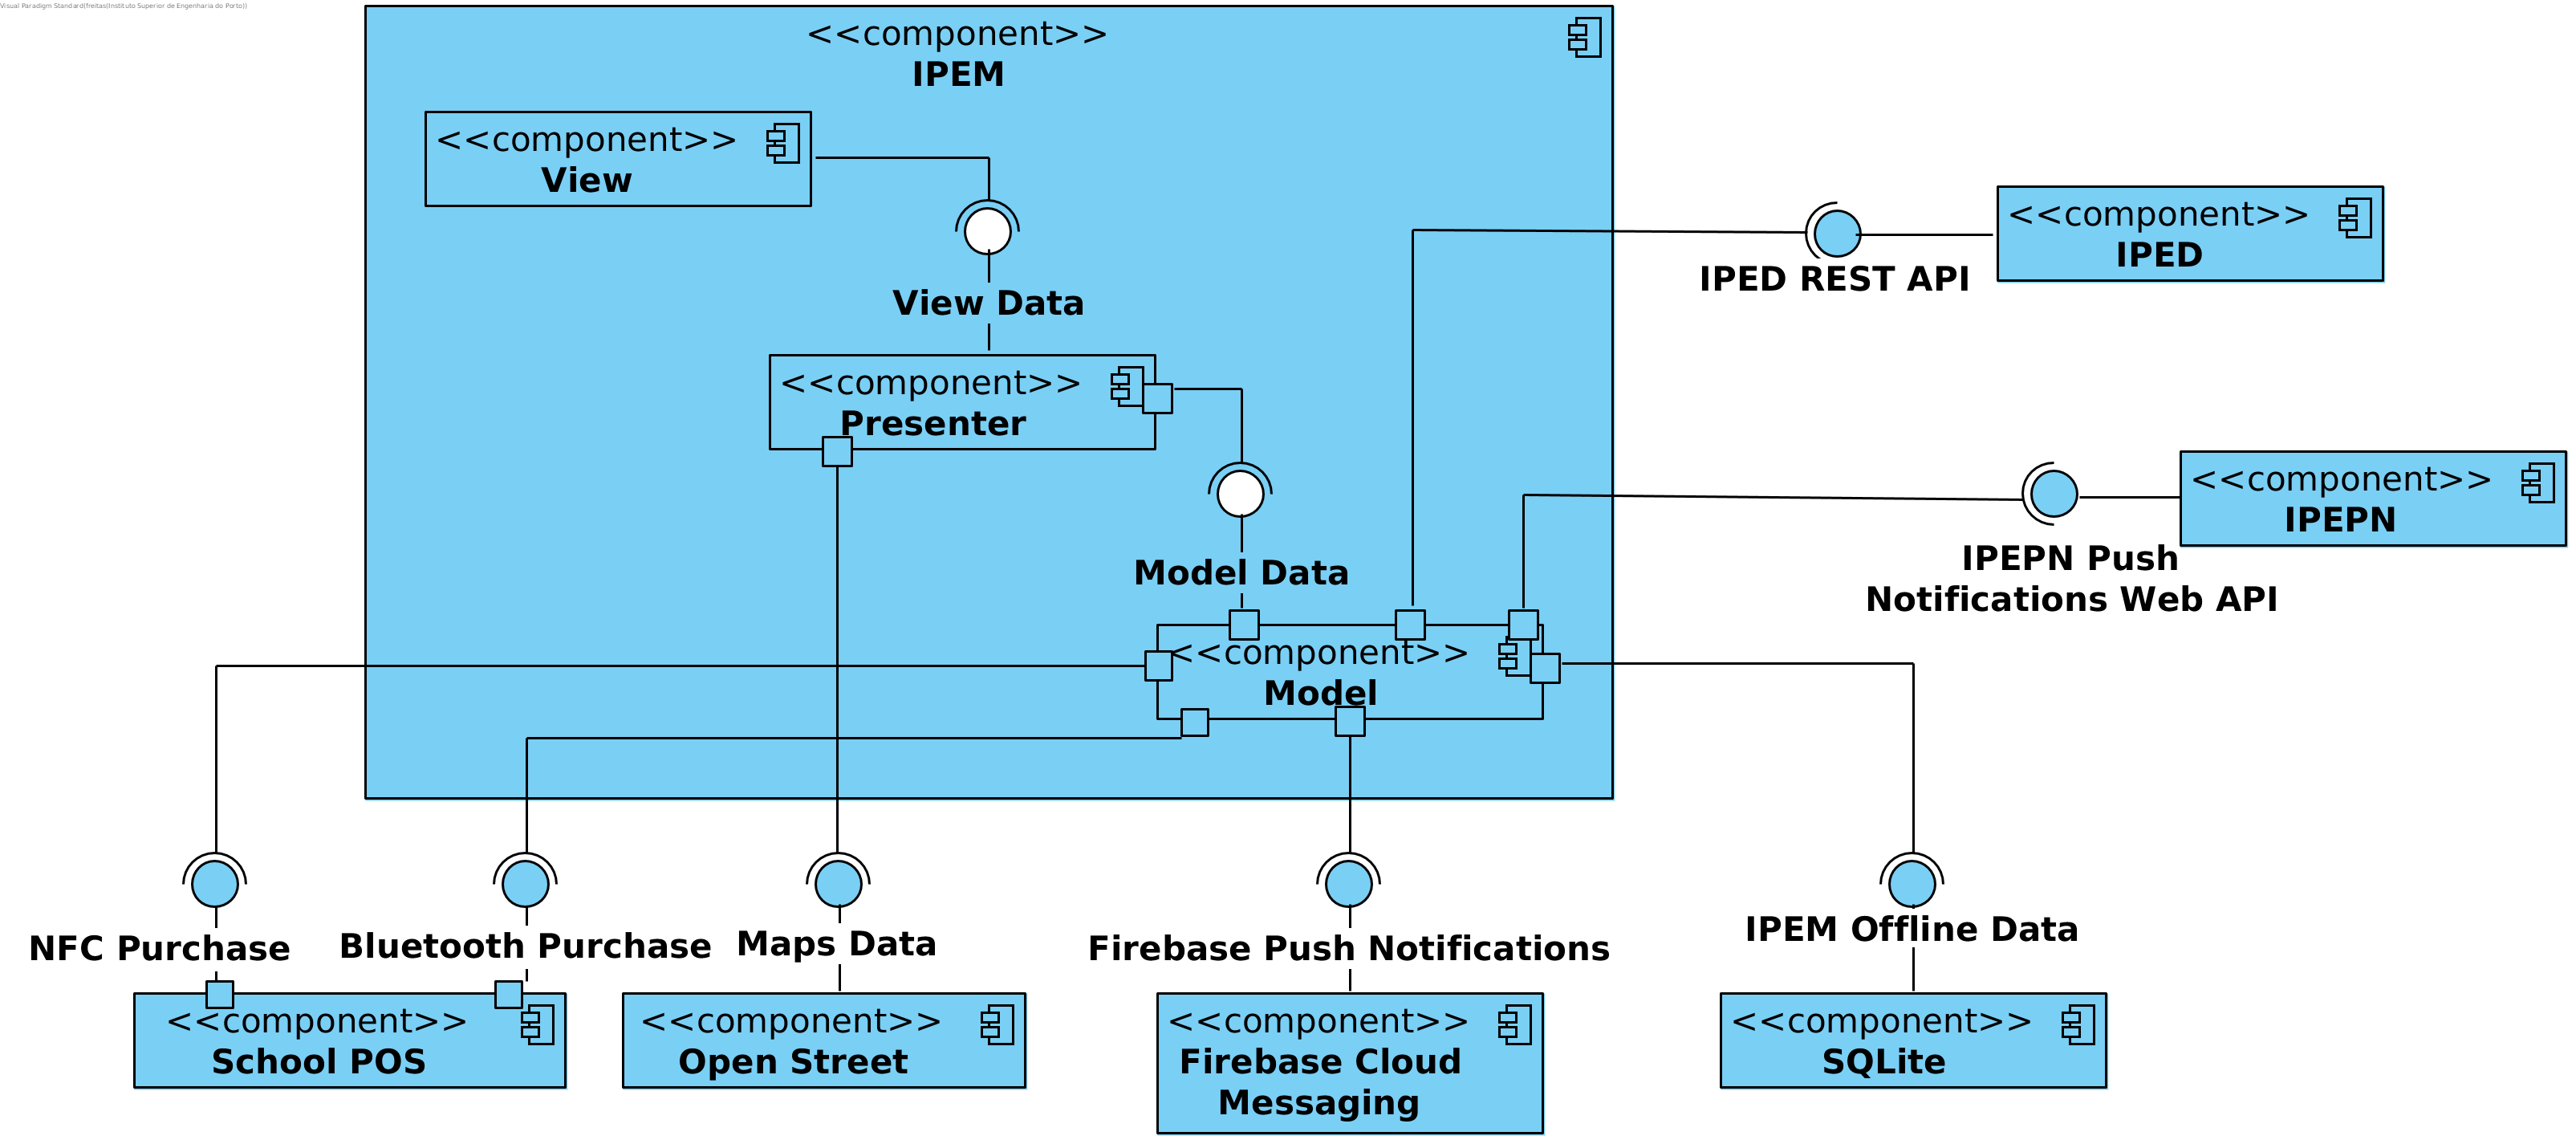 Visual Paradigm Standard(freitas(Instituto Superior de Engenharia do Porto))
<<component>>
IPEM
<<component>>
View
View Data
<<component>>
Presenter
Model Data
<<component>>
Model
IPED REST API
<<component>>
IPED
<<component>>
IPEPN
IPEPN Push
Notifications Web API
NFC Purchase
Bluetooth Purchase
Maps Data
Firebase Push Notifications
IPEM Offline Data
<<component>>
School POS
<<component>>
Open Street
<<component>>
Firebase Cloud
Messaging
<<component>>
SQLite